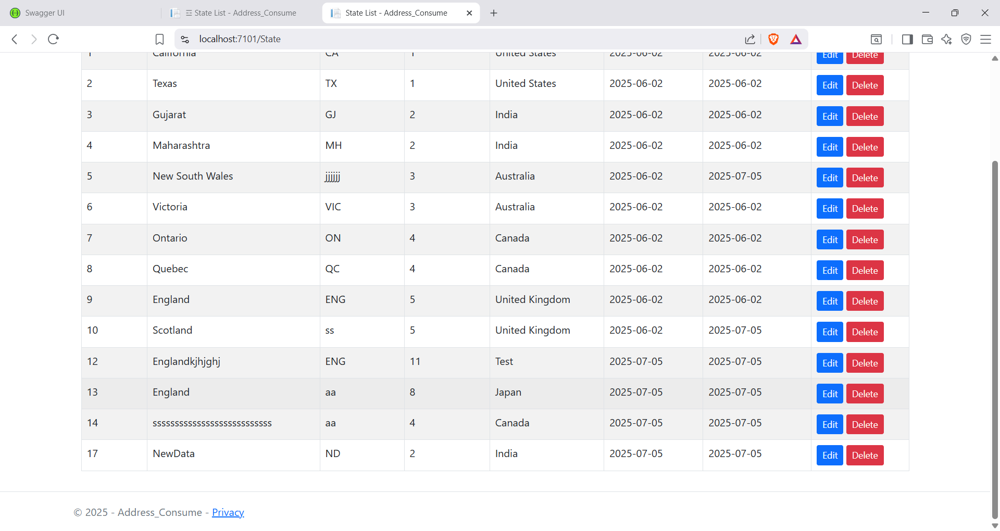 Swagger UI
☲ State List - Address_Consume
State List - Address_Consume
localhost:7101/State
1 California CA 1 United States 2025-06-02 2025-06-02 Edit Delete
2 Texas TX 1 United States 2025-06-02 2025-06-02 Edit Delete
3 Gujarat GJ 2 India 2025-06-02 2025-06-02 Edit Delete
4 Maharashtra MH 2 India 2025-06-02 2025-06-02 Edit Delete
5 New South Wales jjjjjj 3 Australia 2025-06-02 2025-07-05 Edit Delete
6 Victoria VIC 3 Australia 2025-06-02 2025-06-02 Edit Delete
7 Ontario ON 4 Canada 2025-06-02 2025-06-02 Edit Delete
8 Quebec QC 4 Canada 2025-06-02 2025-06-02 Edit Delete
9 England ENG 5 United Kingdom 2025-06-02 2025-06-02 Edit Delete
10 Scotland ss 5 United Kingdom 2025-06-02 2025-07-05 Edit Delete
12 Englandkjhjghj ENG 11 Test 2025-07-05 2025-07-05 Edit Delete
13 England aa 8 Japan 2025-07-05 2025-07-05 Edit Delete
14 sssssssssssssssssssssssssss aa 4 Canada 2025-07-05 2025-07-05 Edit Delete
17 NewData ND 2 India 2025-07-05 2025-07-05 Edit Delete
© 2025 - Address_Consume - Privacy